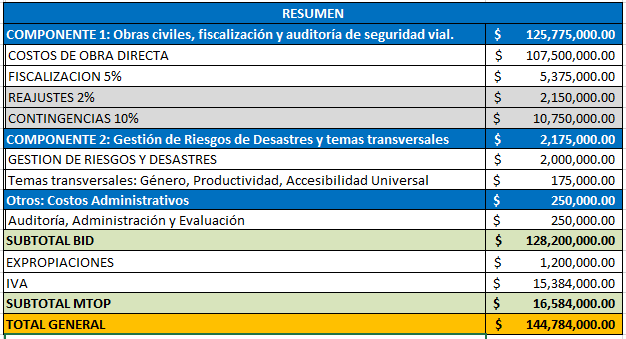 RESUMEN
COMPONENTE 1: Obras civiles, fiscalización y auditoría de seguridad vial. $ 125,775,000.00
COSTOS DE OBRA DIRECTA $ 107,500,000.00
FISCALIZACION 5% $ 5,375,000.00
REAJUSTES 2% $ 2,150,000.00
CONTINGENCIAS 10% $ 10,750,000.00
COMPONENTE 2: Gestión de Riesgos de Desastres y temas transversales $ 2,175,000.00
GESTION DE RIESGOS Y DESASTRES $ 2,000,000.00
Temas transversales: Género, Productividad, Accesibilidad Universal $ 175,000.00
Otros: Costos Administrativos $ 250,000.00
Auditoría, Administración y Evaluación $ 250,000.00
SUBTOTAL BID $ 128,200,000.00
EXPROPIACIONES $ 1,200,000.00
IVA $ 15,384,000.00
SUBTOTAL MTOP $ 16,584,000.00
TOTAL GENERAL $ 144,784,000.00